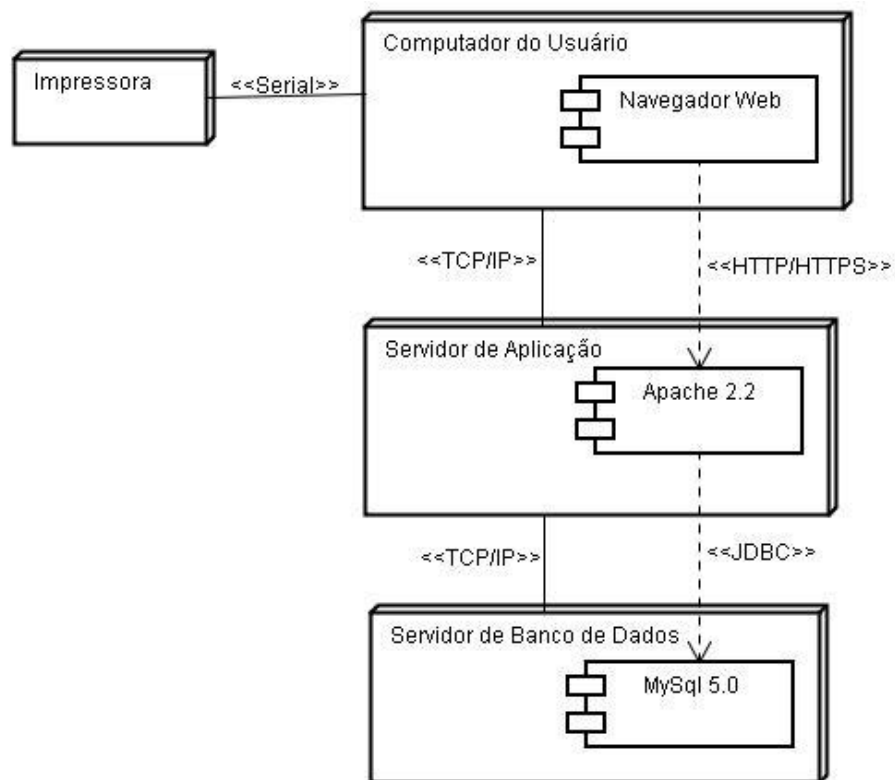 Computador do Usuário
Impressora
<<Serial>>
Navegador Web
<<TCP/IP>>
<<HTTP/HTTPS>>
Servidor de Aplicação
Apache 2.2
<<TCP/IP>>
<<JDBC>>
Servidor de Banco de Dados
MySql 5.0